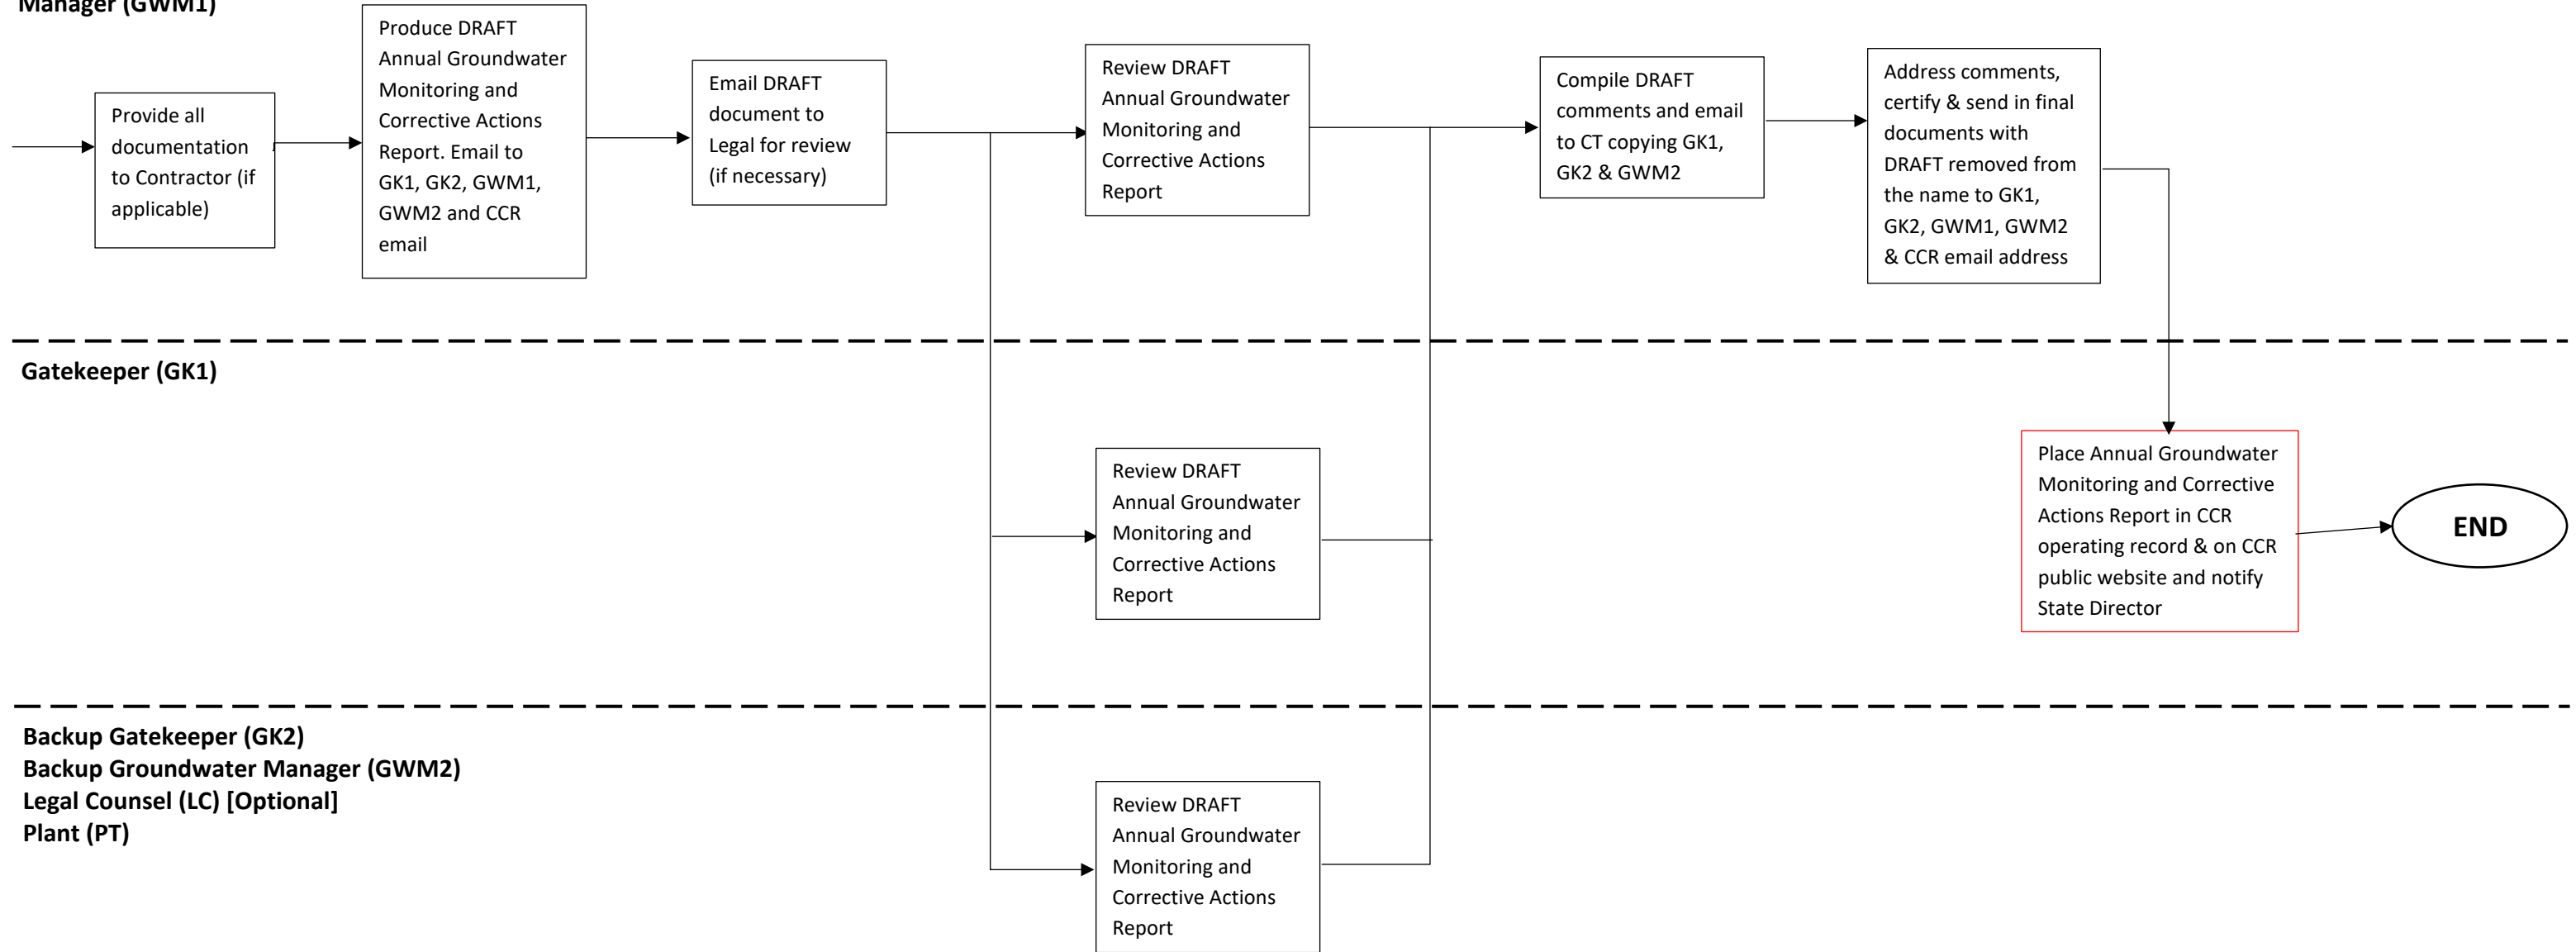 Manager (GWM1)
Provide all
documentation
to Contractor (if
applicable)
Produce DRAFT
Annual Groundwater
Monitoring and
Corrective Actions
Report. Email to
GK1, GK2, GWM1,
GWM2 and CCR
email
Email DRAFT
document to
Legal for review
(if necessary)
Review DRAFT
Annual Groundwater
Monitoring and
Corrective Actions
Report
Compile DRAFT
comments and email
to CT copying GK1,
GK2 & GWM2
Address comments,
certify & send in final
documents with
DRAFT removed from
the name to GK1,
GK2, GWM1, GWM2
& CCR email address
Gatekeeper (GK1)
Review DRAFT
Annual Groundwater
Monitoring and
Corrective Actions
Report
Place Annual Groundwater
Monitoring and Corrective
Actions Report in CCR
operating record & on CCR
public website and notify
State Director
END
Backup Gatekeeper (GK2)
Backup Groundwater Manager (GWM2)
Legal Counsel (LC) [Optional]
Plant (PT)
Review DRAFT
Annual Groundwater
Monitoring and
Corrective Actions
Report